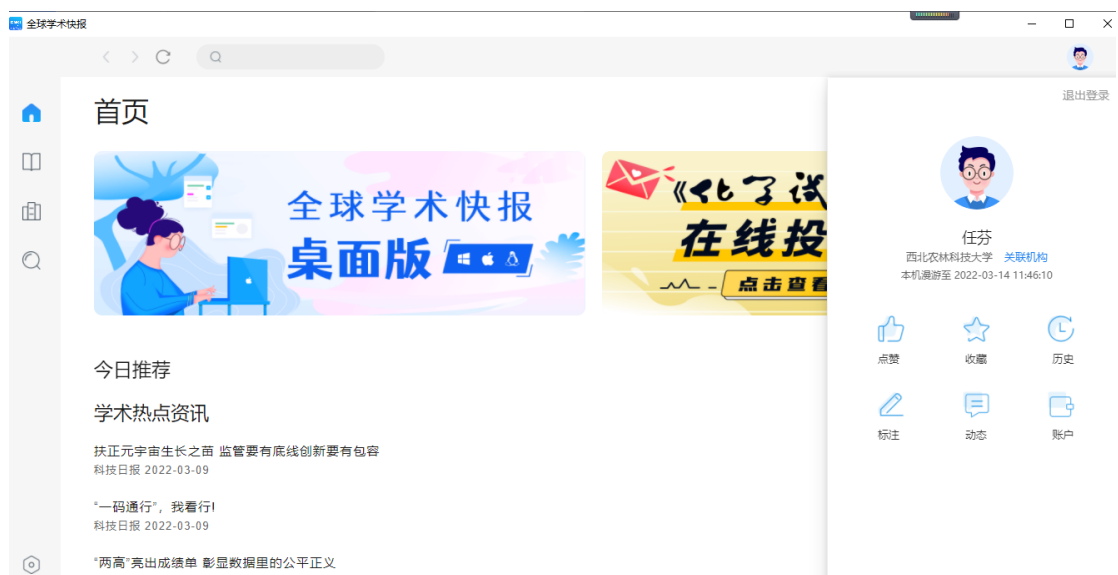 全球学术快报
首页
退出登录
全球学术快报
桌面版
《化学试
在线投
点击查看
任芬
西北农林科技大学 关联机构
本机漫游至 2022-03-14 11:46:10
点赞
收藏
历史
标注
动态
账户
今日推荐
学术热点资讯
扶正元宇宙生长之苗 监管要有底线创新要有包容
科技日报 2022-03-09
“一码通行”，我看行!
科技日报 2022-03-09
“两高”亮出成绩单 彰显数据里的公平正义